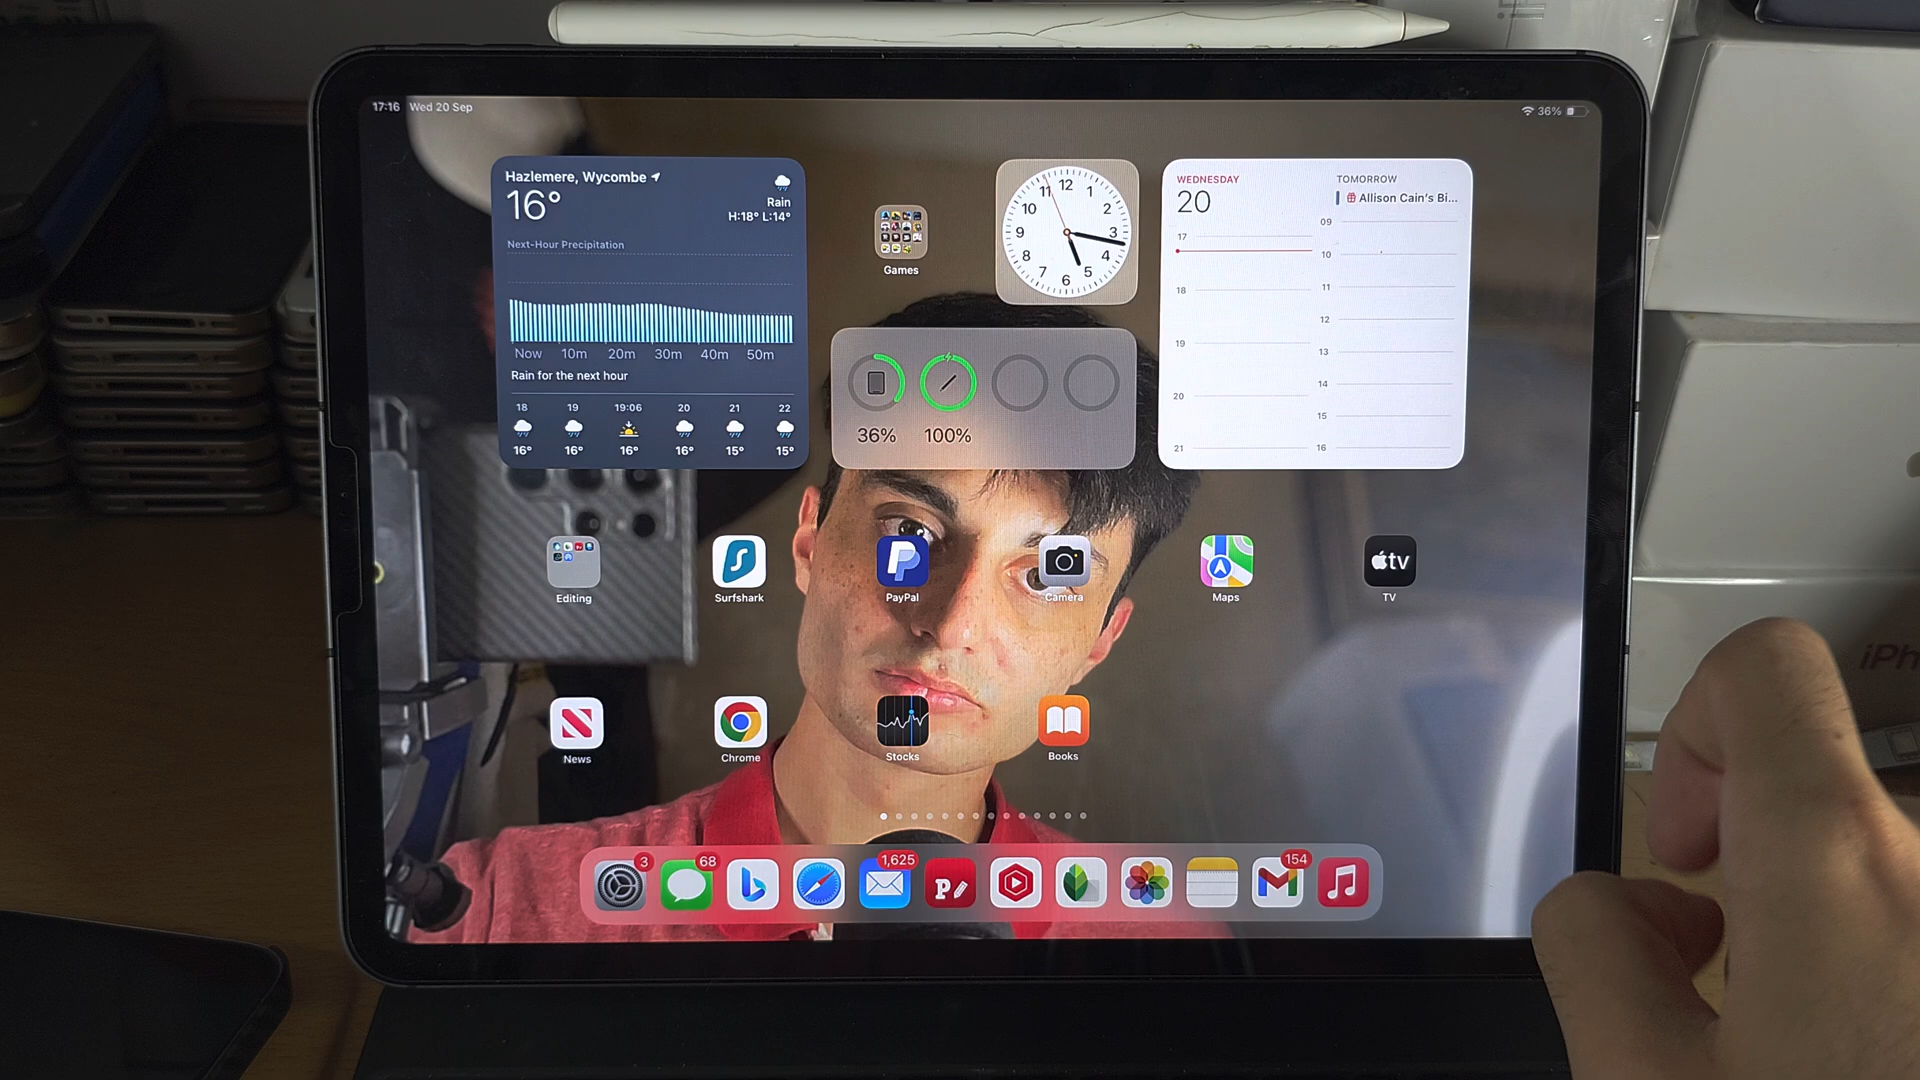 17:16 Wed 20 Sep
36%
Hazlemere, Wycombe
16°
Rain
H:18° L:14°
Next-Hour Precipitation
Now 10m 20m 30m 40m 50m
Rain for the next hour
18 19 19:06 20 21 22
16° 16° 16° 16° 15° 15°
Games
12 1 2 3 4 5 6 7 8 9 10 11
36% 100%
WEDNESDAY
20
17
18
19
20
21
TOMORROW
Allison Cain's Bi...
09
10
11
12
13
14
15
16
Editing
Surfshark
PayPal
Camera
Maps
tv
TV
News
Chrome
Stocks
Books
3
68
1,625
154
iPh